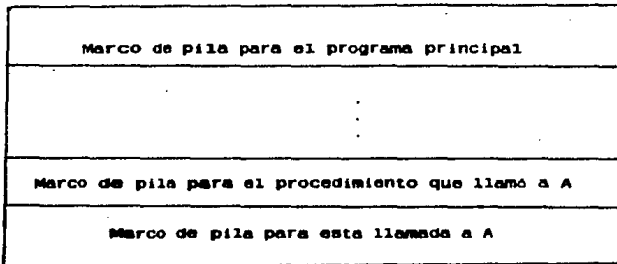 Marco de pila para el programa principal
.
.
.
Marco de pila para el procedimiento que llamó a A
Marco de pila para esta llamada a A